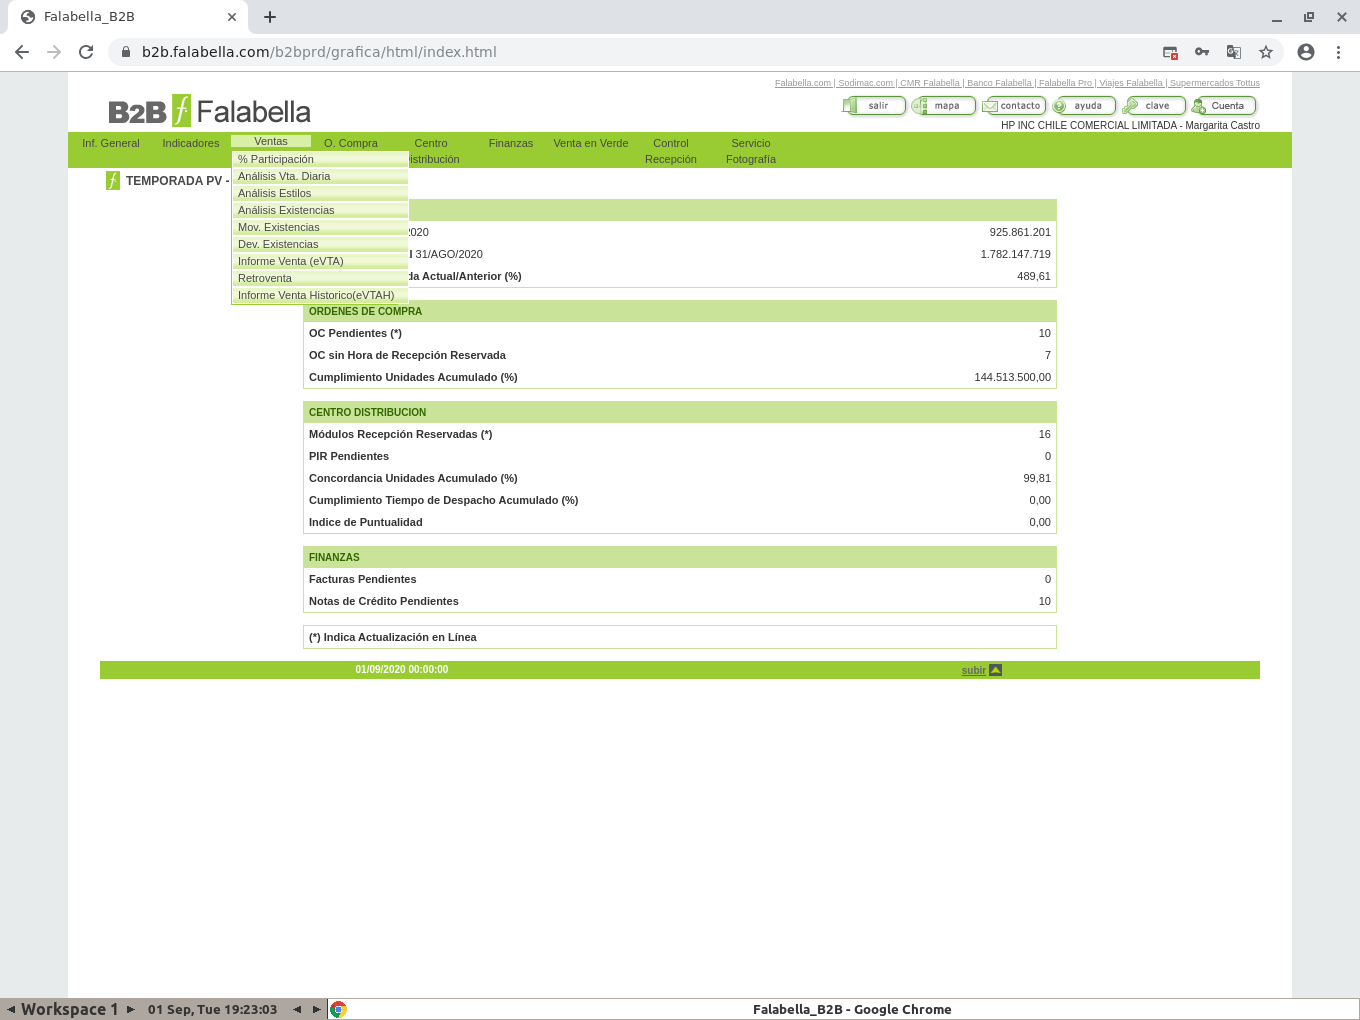 Falabella_B2B
b2b.falabella.com/b2bprd/grafica/html/index.html
Falabella.com | Sodimac.com | CMR Falabella | Banco Falabella | Falabella Pro | Viajes Falabella | Supermercados Tottus
B2B f Falabella
salir mapa contacto ayuda clave Cuenta
HP INC CHILE COMERCIAL LIMITADA - Margarita Castro
Inf. General Indicadores Ventas O. Compra Centro Finanzas Venta en Verde Control Servicio
istribución Recepción Fotografía
TEMPORADA PV -
% Participación
Análisis Vta. Diaria
Análisis Estilos
Análisis Existencias
Mov. Existencias
Dev. Existencias
Informe Venta (eVTA)
Retroventa
Informe Venta Historico(eVTAH)
2020 925.861.201
l 31/AGO/2020 1.782.147.719
da Actual/Anterior (%) 489,61
ORDENES DE COMPRA
OC Pendientes (*) 10
OC sin Hora de Recepción Reservada 7
Cumplimiento Unidades Acumulado (%) 144.513.500,00
CENTRO DISTRIBUCION
Módulos Recepción Reservadas (*) 16
PIR Pendientes 0
Concordancia Unidades Acumulado (%) 99,81
Cumplimiento Tiempo de Despacho Acumulado (%) 0,00
Indice de Puntualidad 0,00
FINANZAS
Facturas Pendientes 0
Notas de Crédito Pendientes 10
(*) Indica Actualización en Línea
01/09/2020 00:00:00 subir
Workspace 1 01 Sep, Tue 19:23:03 Falabella_B2B - Google Chrome